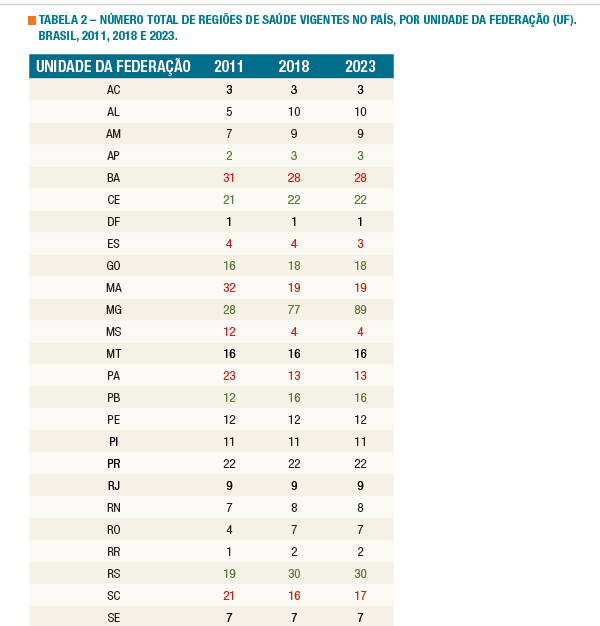 TABELA 2 – NÚMERO TOTAL DE REGIÕES DE SAÚDE VIGENTES NO PAÍS, POR UNIDADE DA FEDERAÇÃO (UF).
BRASIL, 2011, 2018 E 2023.
UNIDADE DA FEDERAÇÃO 2011 2018 2023
AC 3 3 3
AL 5 10 10
AM 7 9 9
AP 2 3 3
BA 31 28 28
CE 21 22 22
DF 1 1 1
ES 4 4 3
GO 16 18 18
MA 32 19 19
MG 28 77 89
MS 12 4 4
MT 16 16 16
PA 23 13 13
PB 12 16 16
PE 12 12 12
PI 11 11 11
PR 22 22 22
RJ 9 9 9
RN 7 8 8
RO 4 7 7
RR 1 2 2
RS 19 30 30
SC 21 16 17
SE 7 7 7